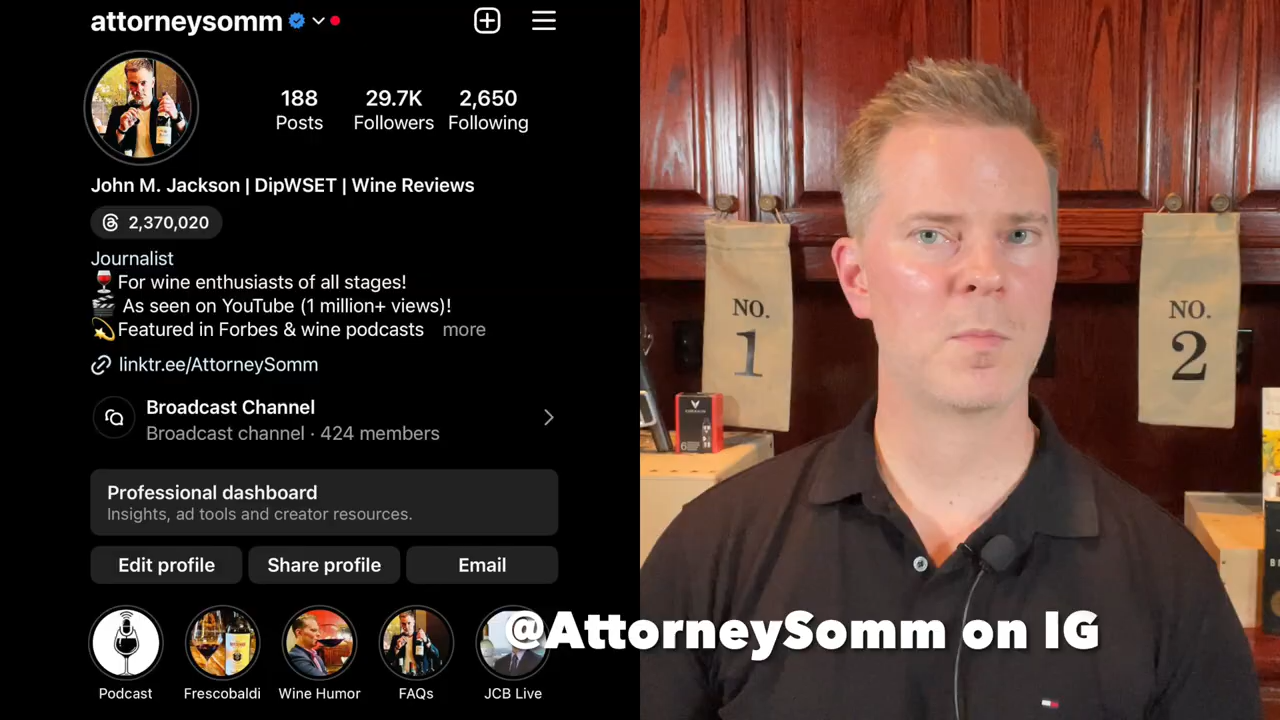 attorneysomm
188
Posts
29.7K
Followers
2,650
Following
John M. Jackson | DipWSET | Wine Reviews
2,370,020
Journalist
For wine enthusiasts of all stages!
As seen on YouTube (1 million+ views)!
Featured in Forbes & wine podcasts more
linktr.ee/AttorneySomm
Broadcast Channel
Broadcast channel · 424 members
Professional dashboard
Insights, ad tools and creator resources.
Edit profile
Share profile
Email
Podcast
Frescobaldi
Wine Humor
FAQs
JCB Live
NO.
1
NO.
2
6
@AttorneySomm on IG